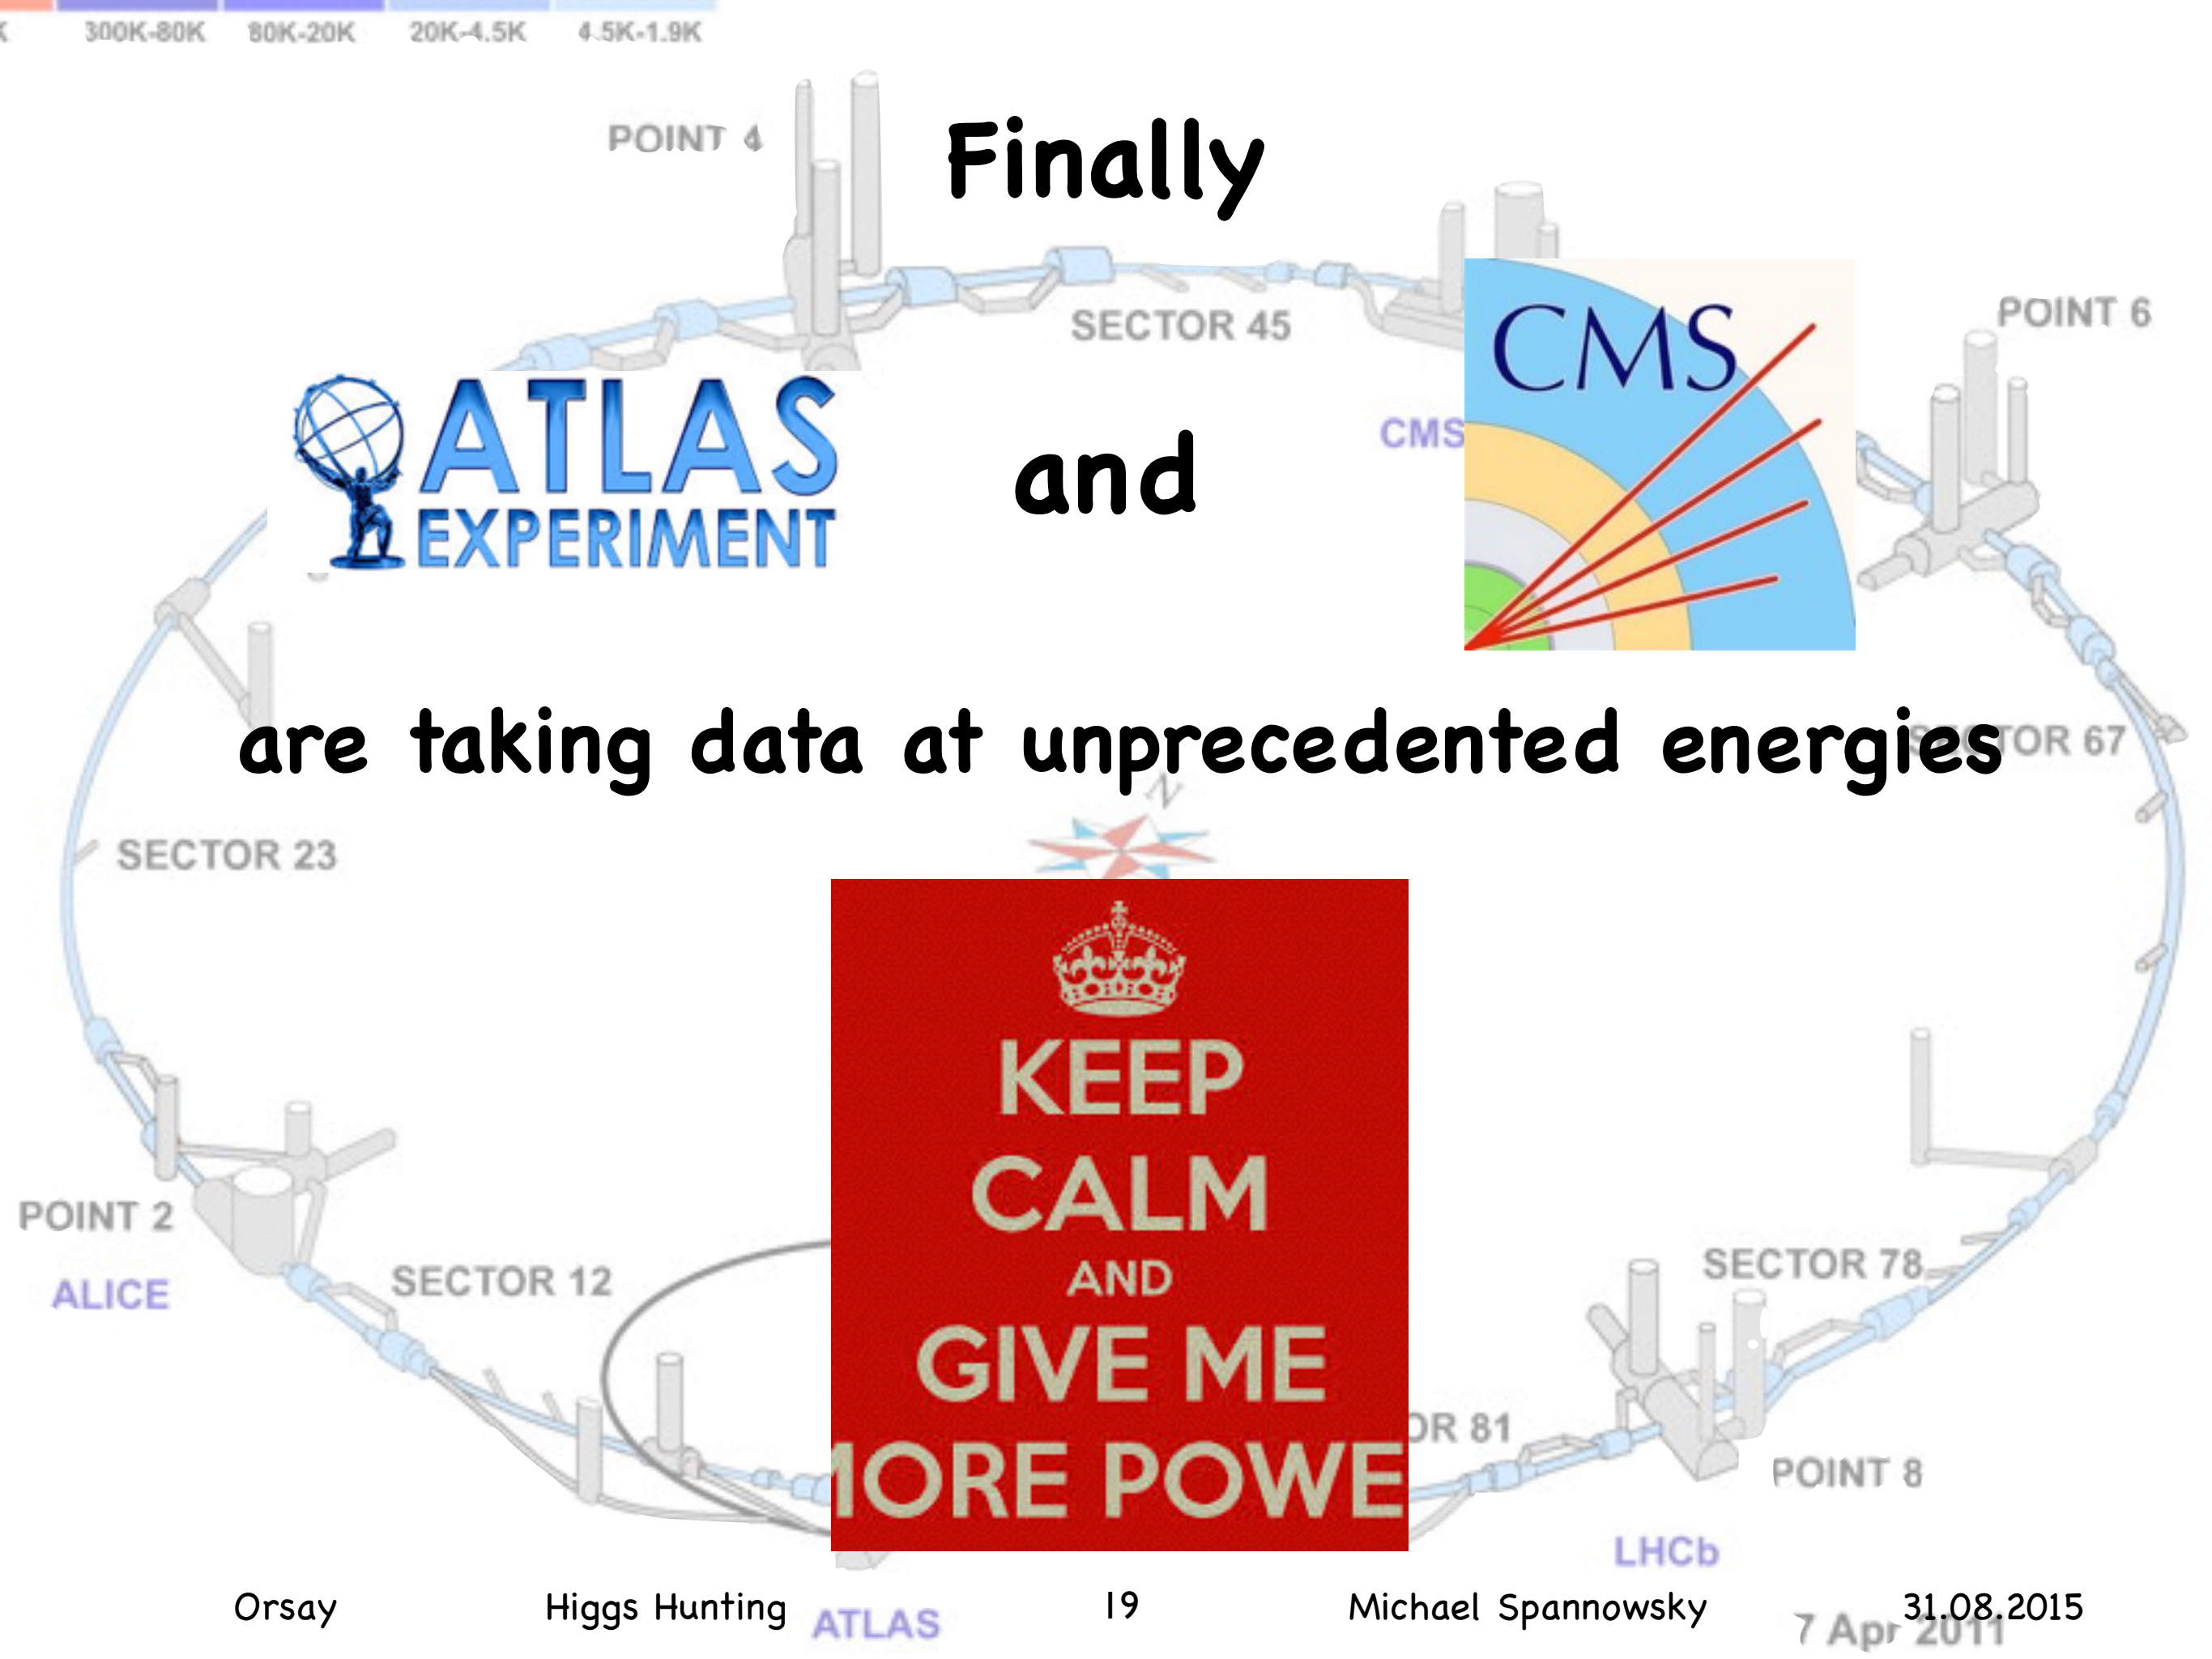 300K-80K 80K-20K 20K-4.5K 4.5K-1.9K
POINT 4
Finally
SECTOR 45
POINT 6
CMS
ATLAS
EXPERIMENT
and
CMS
are taking data at unprecedented energies
TOR 67
N
SECTOR 23
KEEP
CALM
AND
GIVE ME
MORE POWE
POINT 2
ALICE
SECTOR 12
SECTOR 78
OR 81
POINT 8
LHCb
ATLAS
Orsay Higgs Hunting 19 Michael Spannowsky 31.08.2015
7 Apr 2011